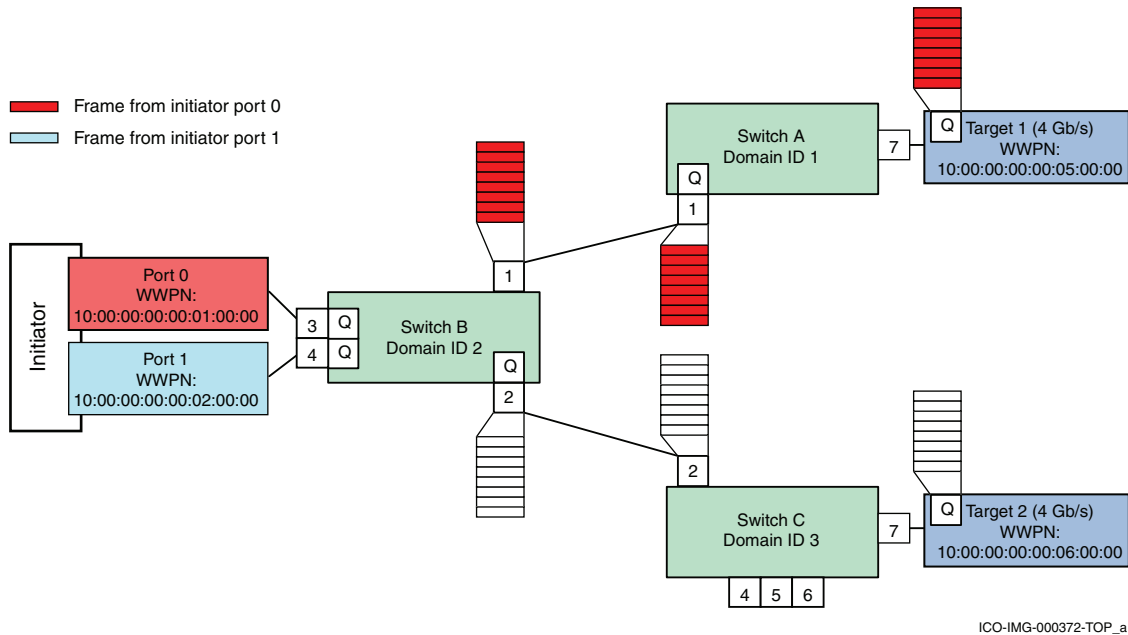 Frame from initiator port 0
Frame from initiator port 1
Initiator
Port 0
WWPN:
10:00:00:00:00:01:00:00
Port 1
WWPN:
10:00:00:00:00:02:00:00
3
Q
4
Q
1
Switch B
Domain ID 2
Q
2
Switch A
Domain ID 1
Q
1
7
Q
Target 1 (4 Gb/s)
WWPN:
10:00:00:00:00:05:00:00
2
Switch C
Domain ID 3
7
4 5 6
Q
Target 2 (4 Gb/s)
WWPN:
10:00:00:00:00:06:00:00
ICO-IMG-000372-TOP_a